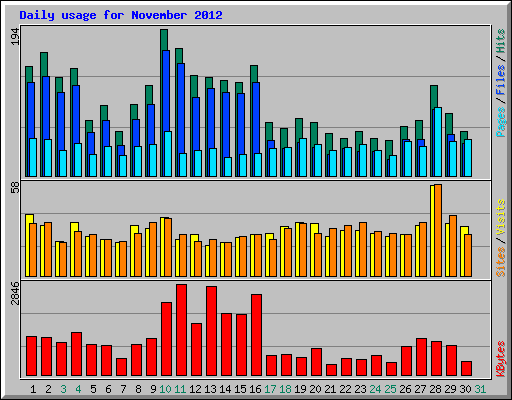 Daily usage for November 2012
194
Pages / Files / Hits
58
Sites / Visits
2846
KBytes
1 2 3 4 5 6 7 8 9 10 11 12 13 14 15 16 17 18 19 20 21 22 23 24 25 26 27 28 29 30 31